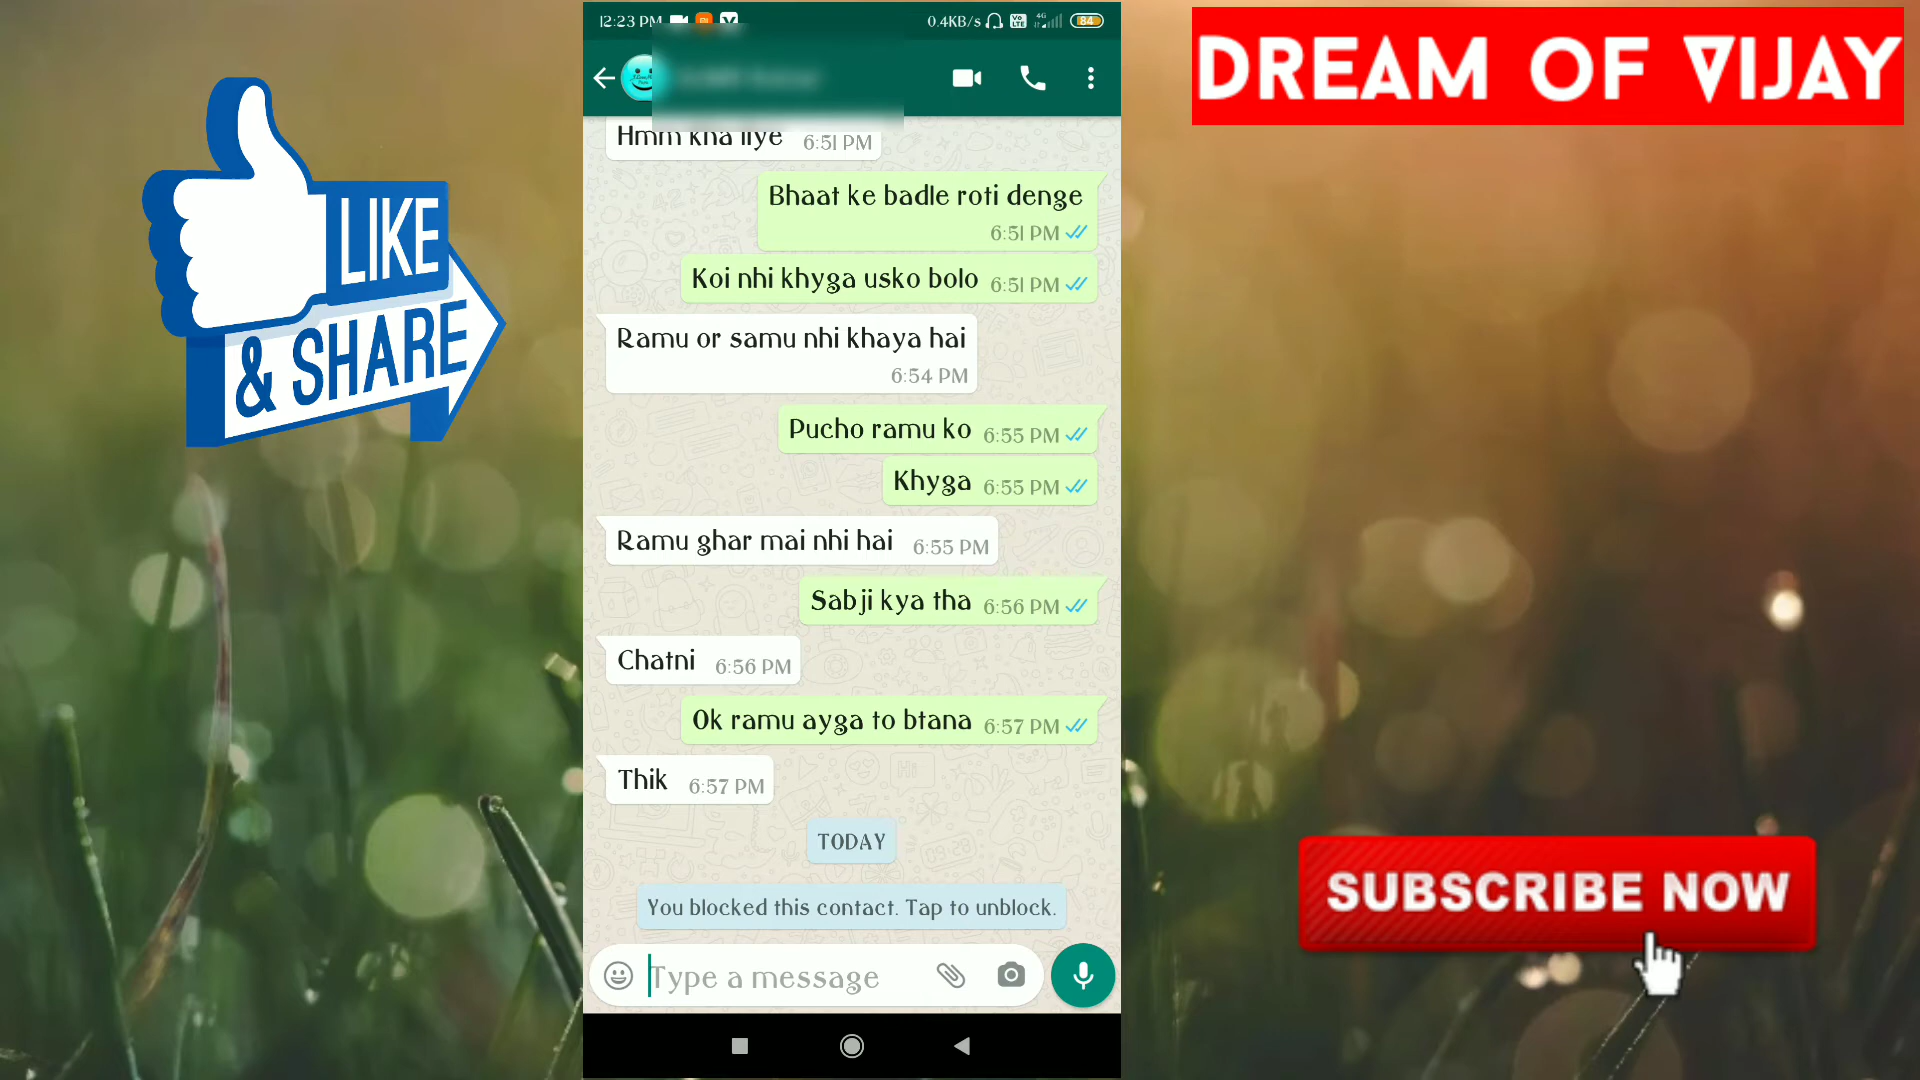 LIKE
& SHARE
12:23 PM
0.4KB/s
Vo
LTE
4G
84
Hmm kha liye 6:51 PM
Bhaat ke badle roti denge
6:51 PM
Koi nhi khyga usko bolo 6:51 PM
Ramu or samu nhi khaya hai
6:54 PM
Pucho ramu ko 6:55 PM
Khyga 6:55 PM
Ramu ghar mai nhi hai 6:55 PM
Sabji kya tha 6:56 PM
Chatni 6:56 PM
Ok ramu ayga to btana 6:57 PM
Thik 6:57 PM
TODAY
You blocked this contact. Tap to unblock.
Type a message
DREAM OF VIJAY
SUBSCRIBE NOW